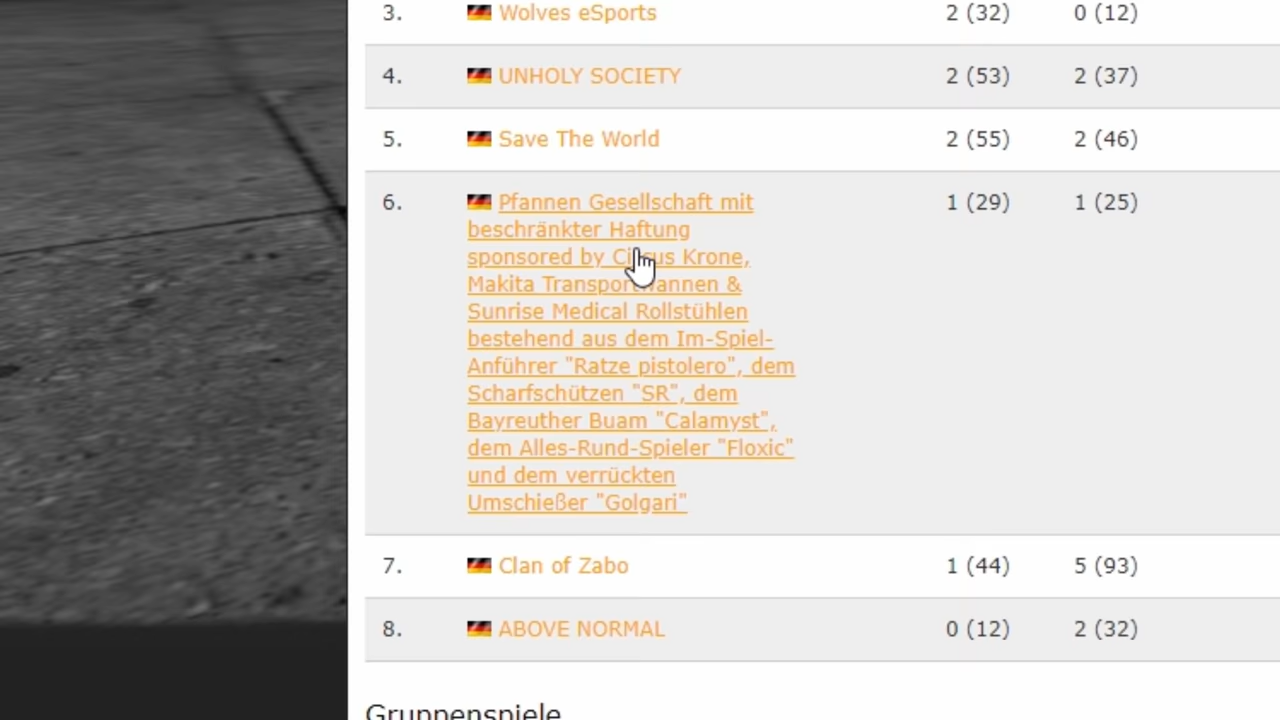 3. Wolves eSports 2 (32) 0 (12)
4. UNHOLY SOCIETY 2 (53) 2 (37)
5. Save The World 2 (55) 2 (46)
6. Pfannen Gesellschaft mit 1 (29) 1 (25)
beschränkter Haftung
sponsored by Circus Krone,
Makita Transportwannen &
Sunrise Medical Rollstühlen
bestehend aus dem Im-Spiel-
Anführer "Ratze pistolero", dem
Scharfschützen "SR", dem
Bayreuther Buam "Calamyst",
dem Alles-Rund-Spieler "Floxic"
und dem verrückten
Umschießer "Golgari"
7. Clan of Zabo 1 (44) 5 (93)
8. ABOVE NORMAL 0 (12) 2 (32)
Gruppenspiele